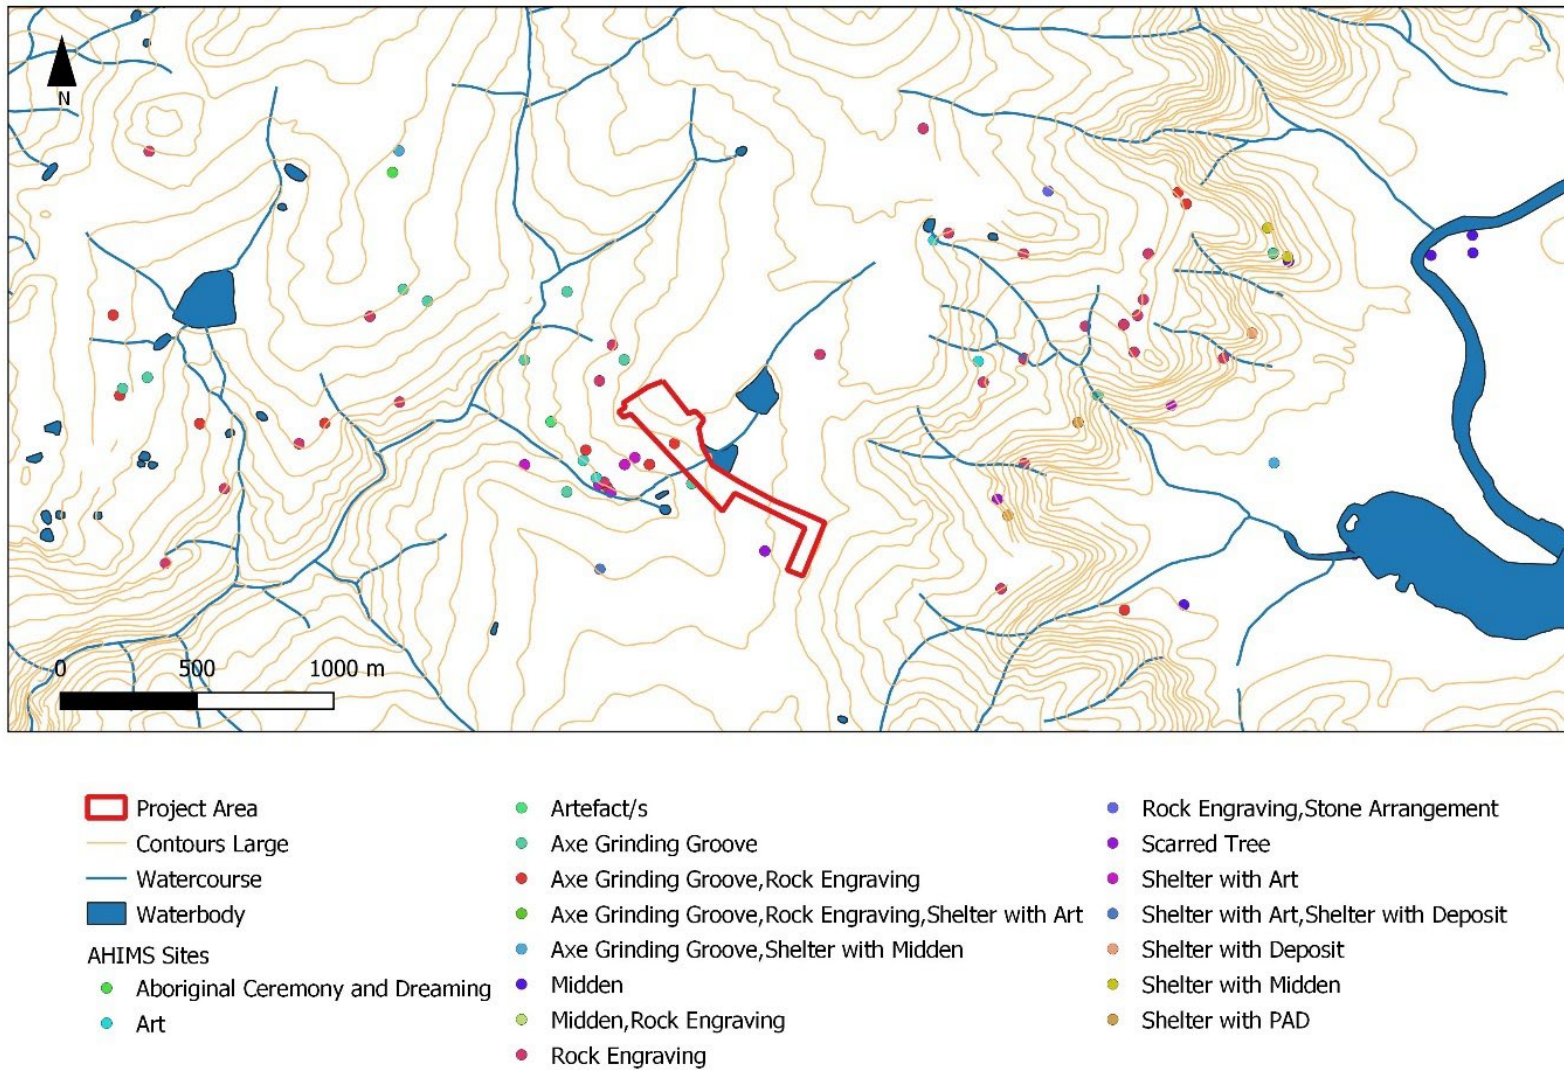 N
0 500 1000 m
Project Area
Contours Large
Watercourse
Waterbody
AHIMS Sites
Aboriginal Ceremony and Dreaming
Art
Artefact/s
Axe Grinding Groove
Axe Grinding Groove,Rock Engraving
Axe Grinding Groove,Rock Engraving,Shelter with Art
Axe Grinding Groove,Shelter with Midden
Midden
Midden,Rock Engraving
Rock Engraving
Rock Engraving,Stone Arrangement
Scarred Tree
Shelter with Art
Shelter with Art,Shelter with Deposit
Shelter with Deposit
Shelter with Midden
Shelter with PAD